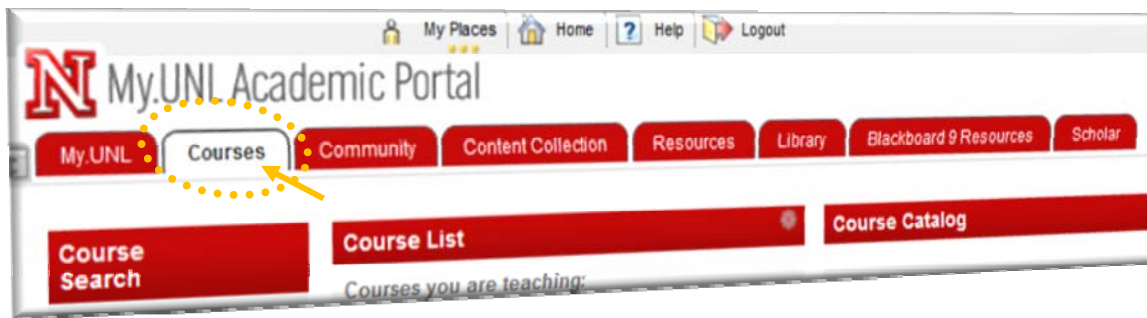 My Places Home ? Help Logout
N My.UNL Academic Portal
My.UNL Courses Community Content Collection Resources Library Blackboard 9 Resources Scholar
Course Search
Course List
Courses you are teaching:
Course Catalog